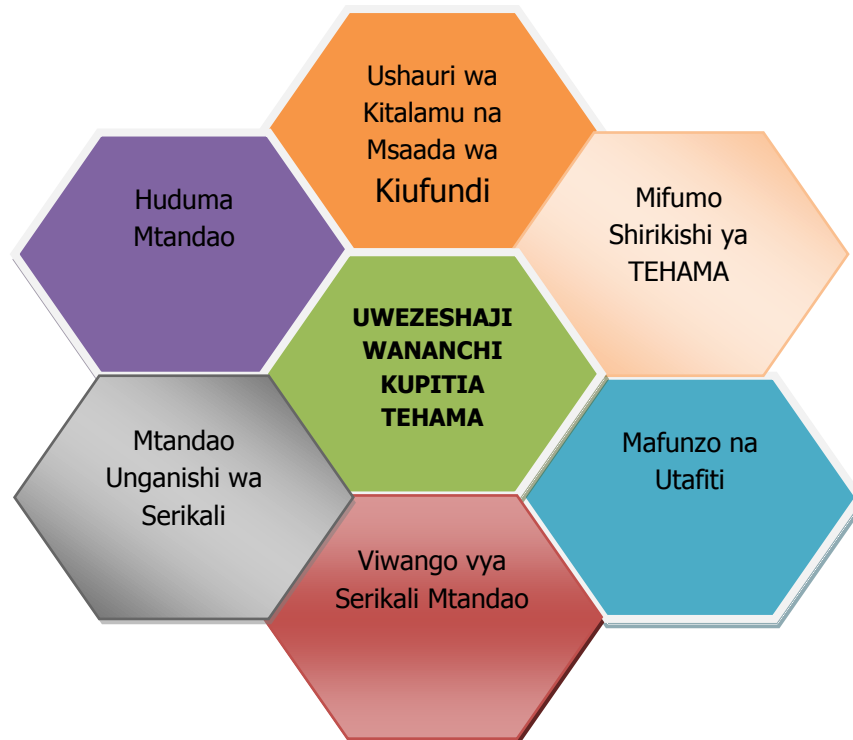 Ushauri wa
Kitalamu na
Msaada wa
Kiufundi
Huduma
Mtandao
Mifumo
Shirikishi ya
TEHAMA
UWEZESHAJI
WANANCHI
KUPITIA
TEHAMA
Mtandao
Unganishi wa
Serikali
Mafunzo na
Utafiti
Viwango vya
Serikali Mtandao